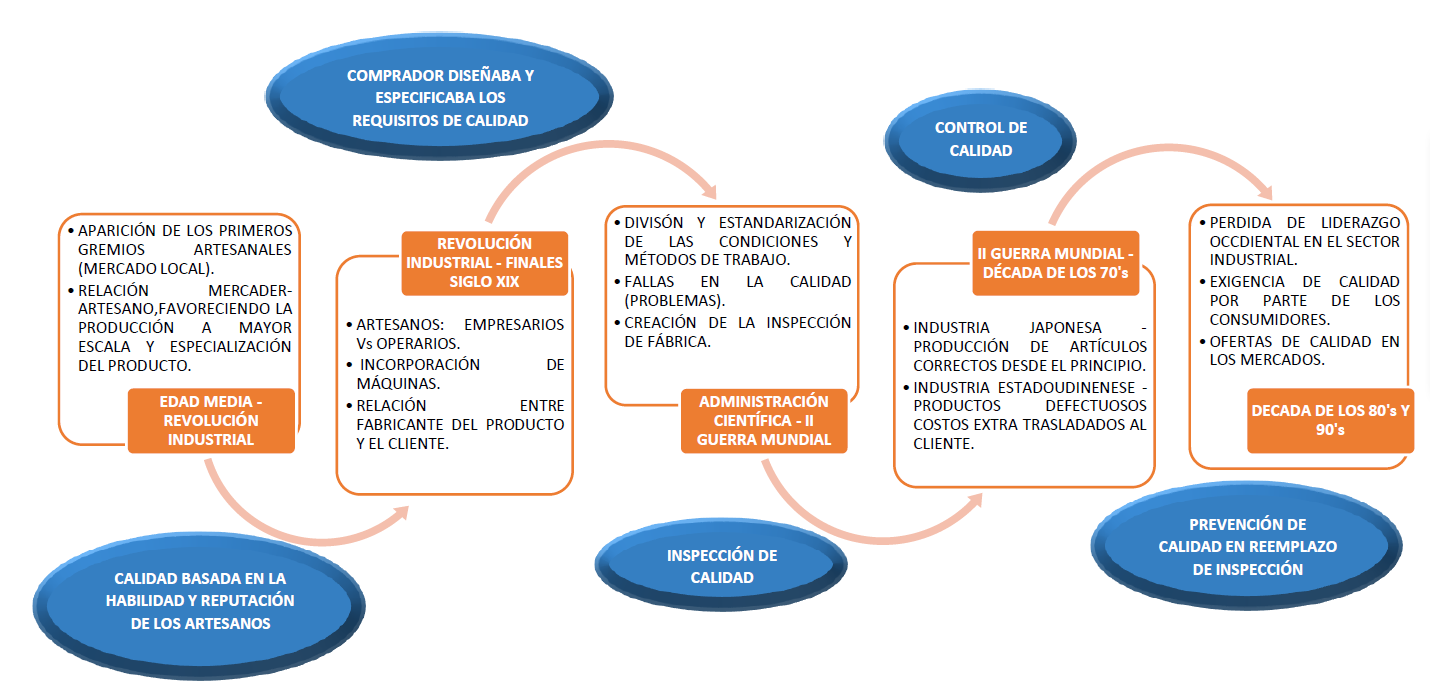 COMPRADOR DISEÑABA Y
ESPECIFICABA LOS
REQUISITOS DE CALIDAD
CONTROL DE
CALIDAD
• APARICIÓN DE LOS PRIMEROS
GREMIOS ARTESANALES
(MERCADO LOCAL).
• RELACIÓN MERCADER-
ARTESANO,FAVORECIENDO LA
PRODUCCIÓN A MAYOR
ESCALA Y ESPECIALIZACIÓN
DEL PRODUCTO.
EDAD MEDIA -
REVOLUCIÓN
INDUSTRIAL
REVOLUCIÓN
INDUSTRIAL - FINALES
SIGLO XIX
• ARTESANOS: EMPRESARIOS
Vs OPERARIOS.
• INCORPORACIÓN DE
MÁQUINAS.
• RELACIÓN ENTRE
FABRICANTE DEL PRODUCTO
Y EL CLIENTE.
• DIVISÓN Y ESTANDARIZACIÓN
DE LAS CONDICIONES Y
MÉTODOS DE TRABAJO.
• FALLAS EN LA CALIDAD
(PROBLEMAS).
• CREACIÓN DE LA INSPECCIÓN
DE FÁBRICA.
ADMINISTRACIÓN
CIENTÍFICA - II
GUERRA MUNDIAL
II GUERRA MUNDIAL -
DÉCADA DE LOS 70's
• INDUSTRIA JAPONESA -
PRODUCCIÓN DE ARTÍCULOS
CORRECTOS DESDE EL PRINCIPIO.
• INDUSTRIA ESTADOUDINENESE -
PRODUCTOS DEFECTUOSOS
COSTOS EXTRA TRASLADADOS AL
CLIENTE.
• PERDIDA DE LIDERAZGO
OCCDIENTAL EN EL SECTOR
INDUSTRIAL.
• EXIGENCIA DE CALIDAD
POR PARTE DE LOS
CONSUMIDORES.
• OFERTAS DE CALIDAD EN
LOS MERCADOS.
DECADA DE LOS 80's Y
90's
CALIDAD BASADA EN LA
HABILIDAD Y REPUTACIÓN
DE LOS ARTESANOS
INSPECCIÓN DE
CALIDAD
PREVENCIÓN DE
CALIDAD EN REEMPLAZO
DE INSPECCIÓN